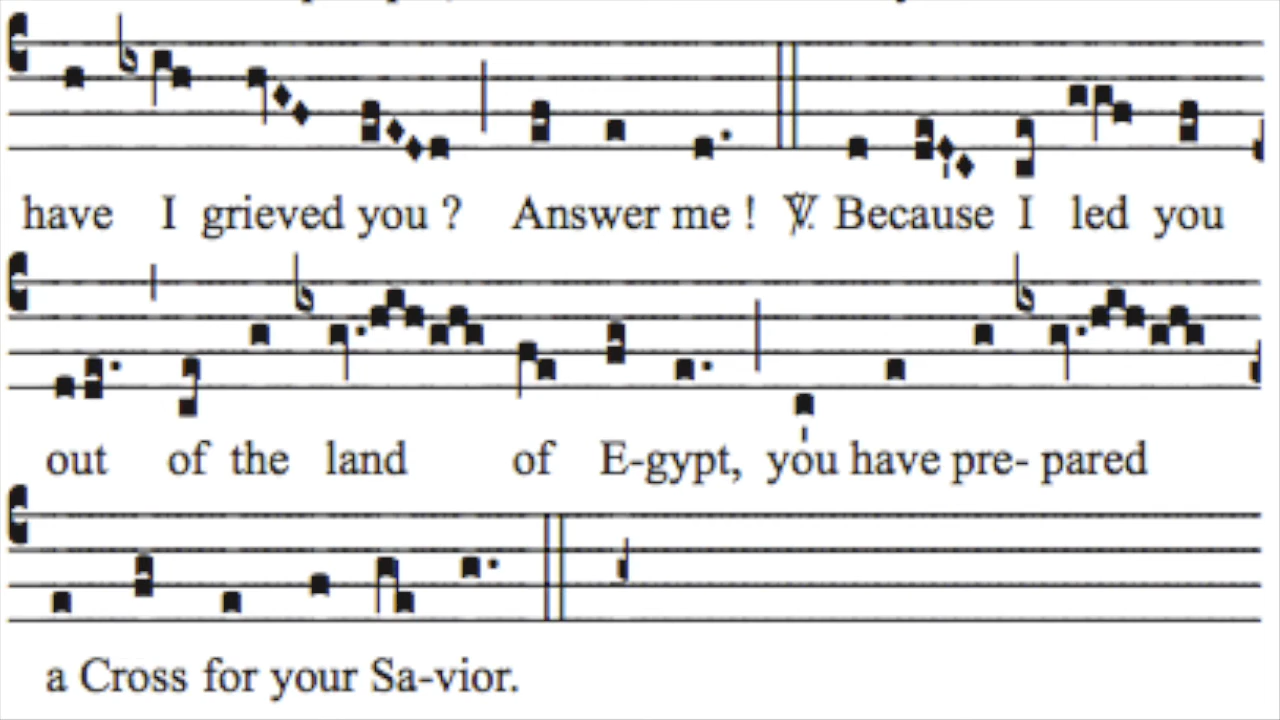 have I grieved you ? Answer me ! ℣. Because I led you
out of the land of E-gypt, you have pre- pared
a Cross for your Sa-vior.